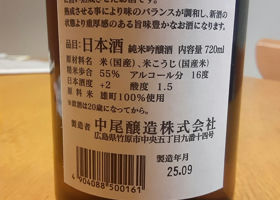 熟成させる事により味のバランスが調和し、新酒の
状態より重厚感のある旨味豊かなお酒になります。
品目:日本酒 純米吟醸酒 内容量 720ml
原材料名 米(国産)、米こうじ(国産米)
精米歩合 55% アルコール分 16度
日本酒度 +2 酸度 1.5
原料米 雄町100%使用
飲酒は20歳になってから。
製造者 中尾醸造株式会社
広島県竹原市中央五丁目九番十四号
製造年月
25.09
4 904088 500161